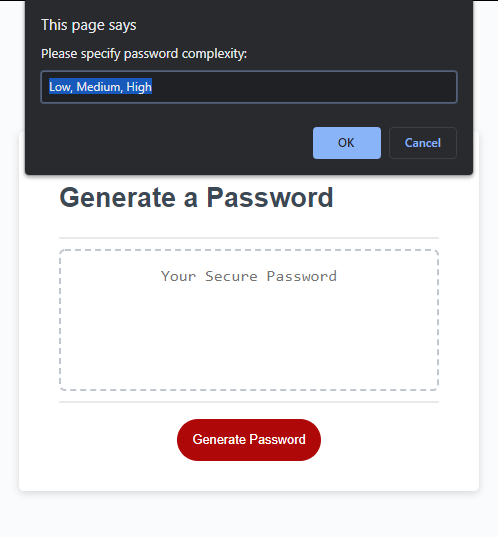 This page says
Please specify password complexity:
Low, Medium, High
OK
Cancel
Generate a Password
Your Secure Password
Generate Password